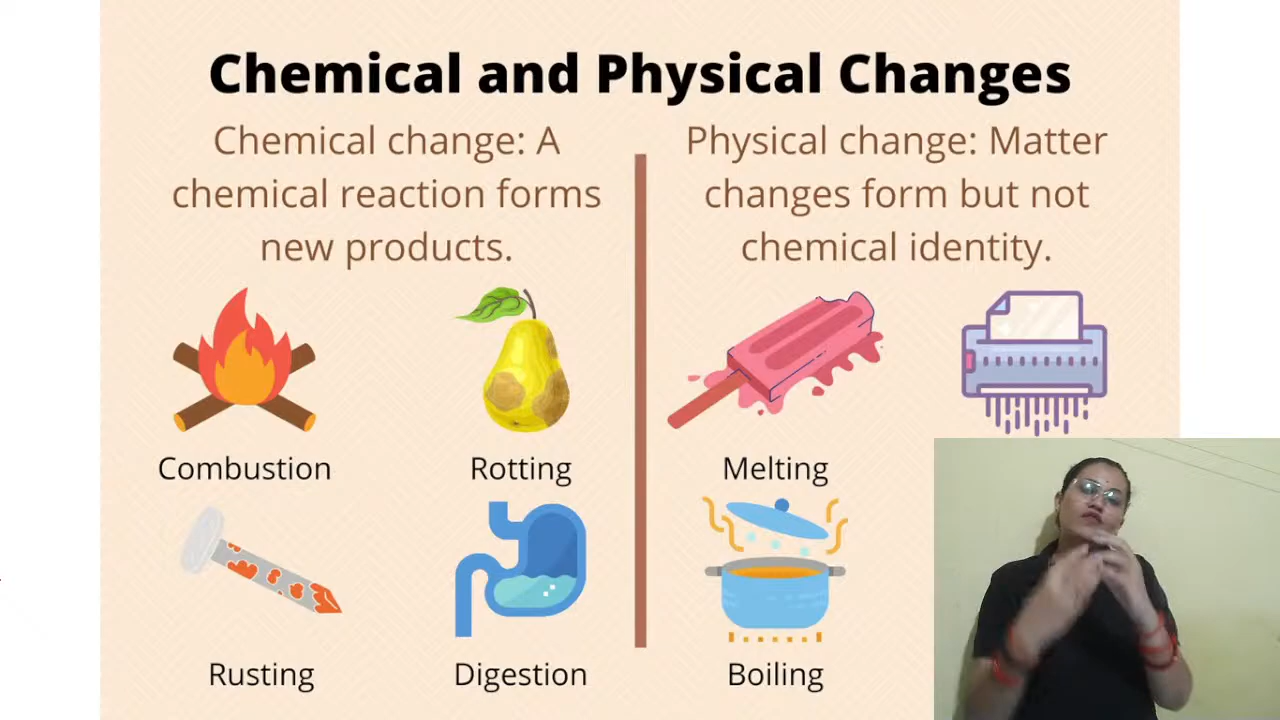 Chemical and Physical Changes
Chemical change: A
chemical reaction forms
new products.
Physical change: Matter
changes form but not
chemical identity.
Combustion
Rotting
Melting
Rusting
Digestion
Boiling